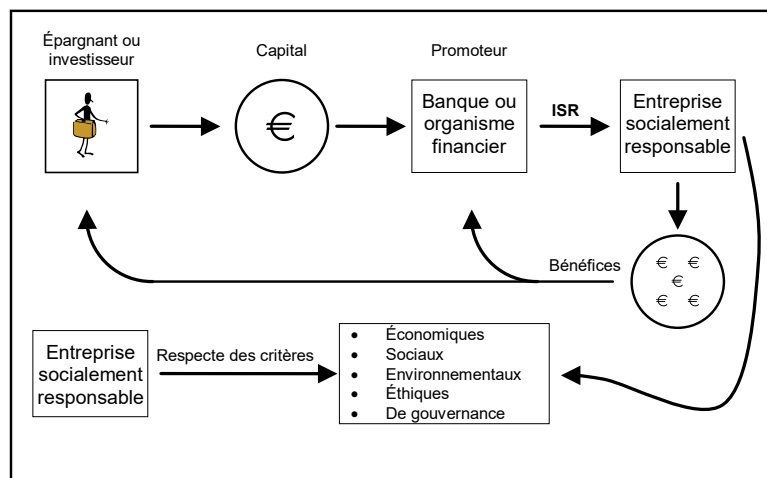 Épargnant ou
investisseur
Capital
Promoteur
€
Banque ou
organisme
financier
ISR
Entreprise
socialement
responsable
Bénéfices
€ €
€
€ €
Entreprise
socialement
responsable
Respecte des critères
• Économiques
• Sociaux
• Environnementaux
• Éthiques
• De gouvernance